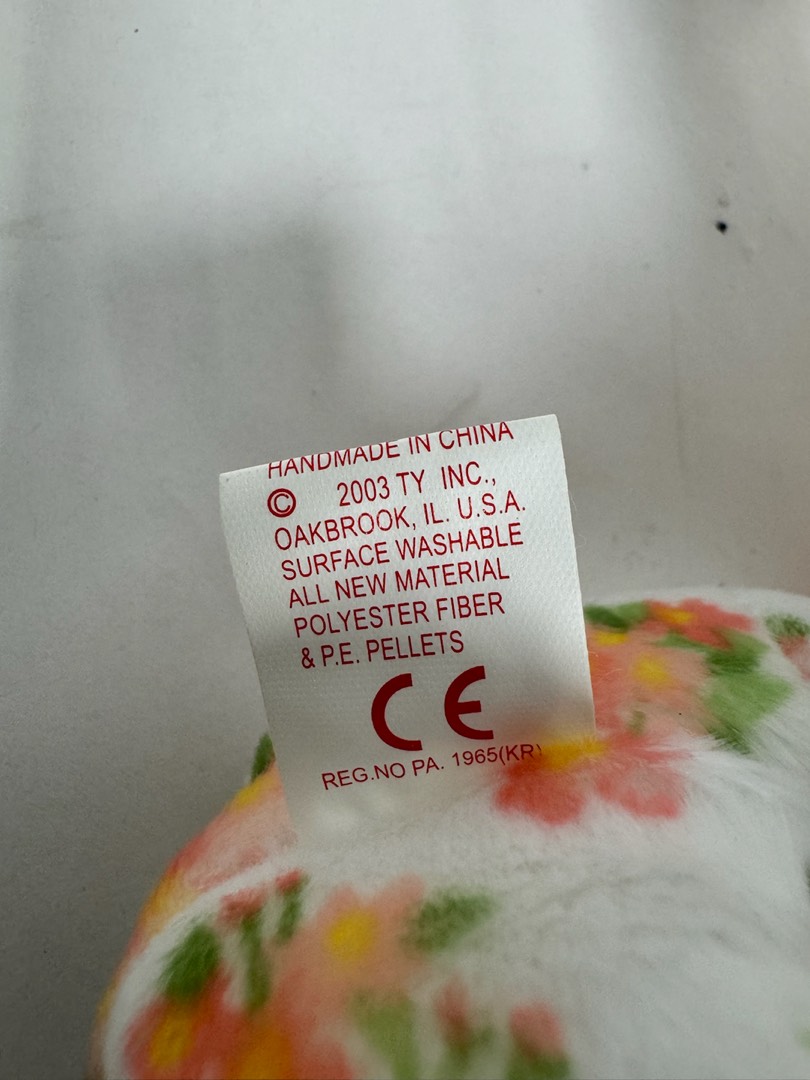 HANDMADE IN CHINA
© 2003 TY INC.,
OAKBROOK, IL. U.S.A.
SURFACE WASHABLE
ALL NEW MATERIAL
POLYESTER FIBER
& P.E. PELLETS
CE
REG.NO PA. 1965(KR)